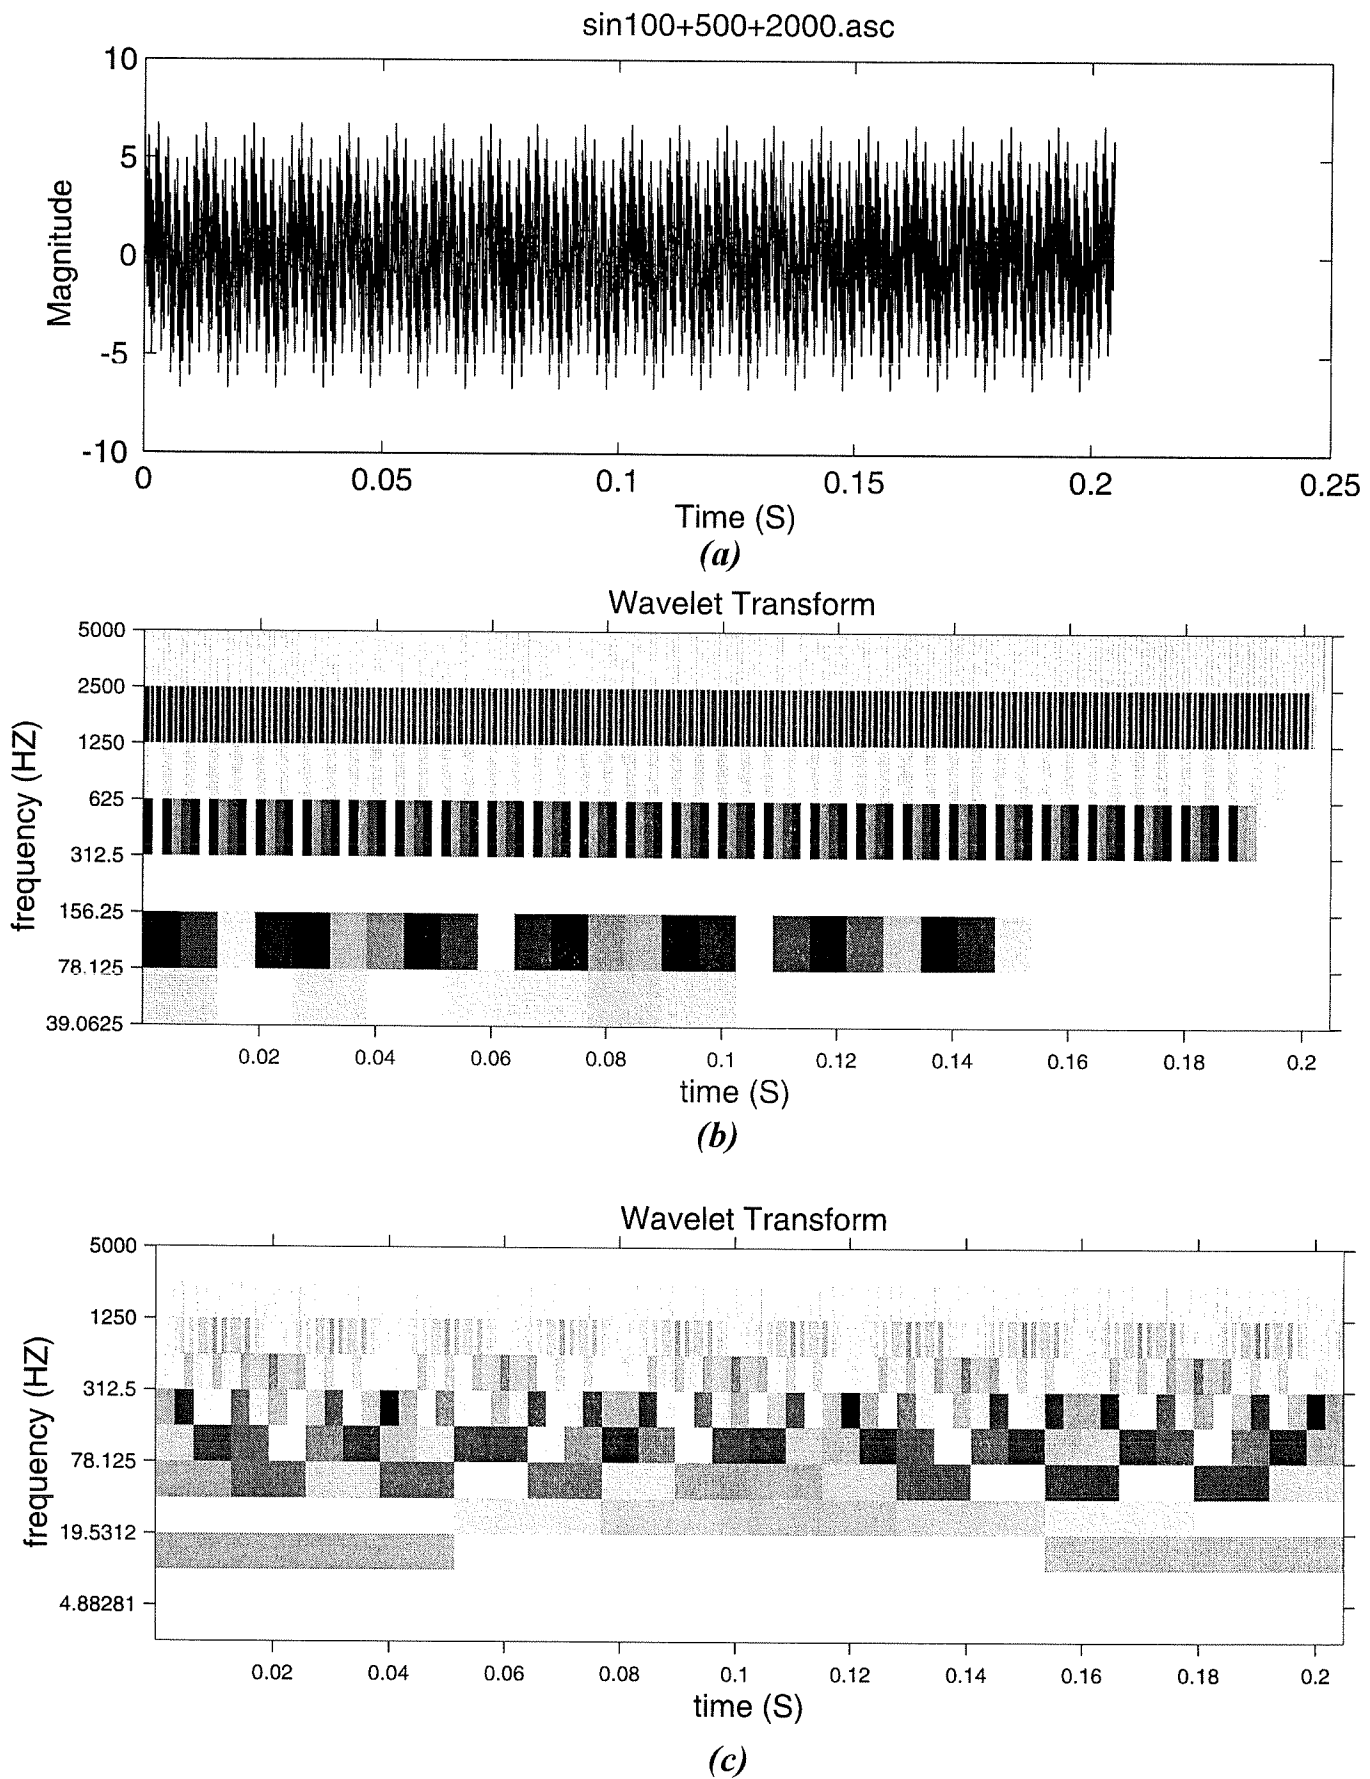 sin100+500+2000.asc
10
5
0
-5
-10
Magnitude
0 0.05 0.1 0.15 0.2 0.25
Time (S)
(a)
Wavelet Transform
5000
2500
1250
625
312.5
156.25
78.125
39.0625
frequency (HZ)
0.02 0.04 0.06 0.08 0.1 0.12 0.14 0.16 0.18 0.2
time (S)
(b)
Wavelet Transform
5000
1250
312.5
78.125
19.5312
4.88281
frequency (HZ)
0.02 0.04 0.06 0.08 0.1 0.12 0.14 0.16 0.18 0.2
time (S)
(c)